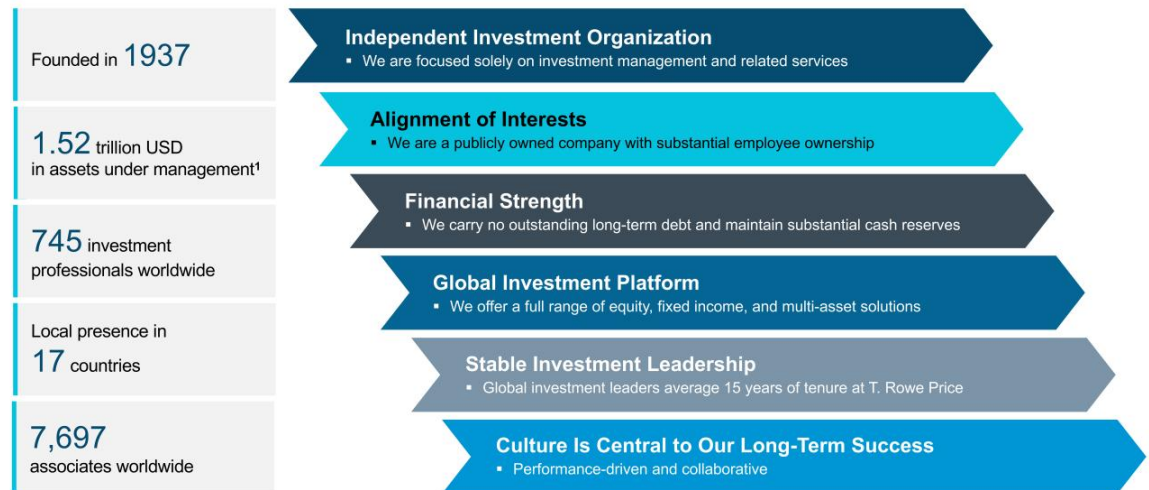 Founded in 1937
1.52 trillion USD
in assets under management¹
745 investment
professionals worldwide
Local presence in
17 countries
7,697
associates worldwide
Independent Investment Organization
▪ We are focused solely on investment management and related services
Alignment of Interests
▪ We are a publicly owned company with substantial employee ownership
Financial Strength
▪ We carry no outstanding long-term debt and maintain substantial cash reserves
Global Investment Platform
▪ We offer a full range of equity, fixed income, and multi-asset solutions
Stable Investment Leadership
▪ Global investment leaders average 15 years of tenure at T. Rowe Price
Culture Is Central to Our Long-Term Success
▪ Performance-driven and collaborative